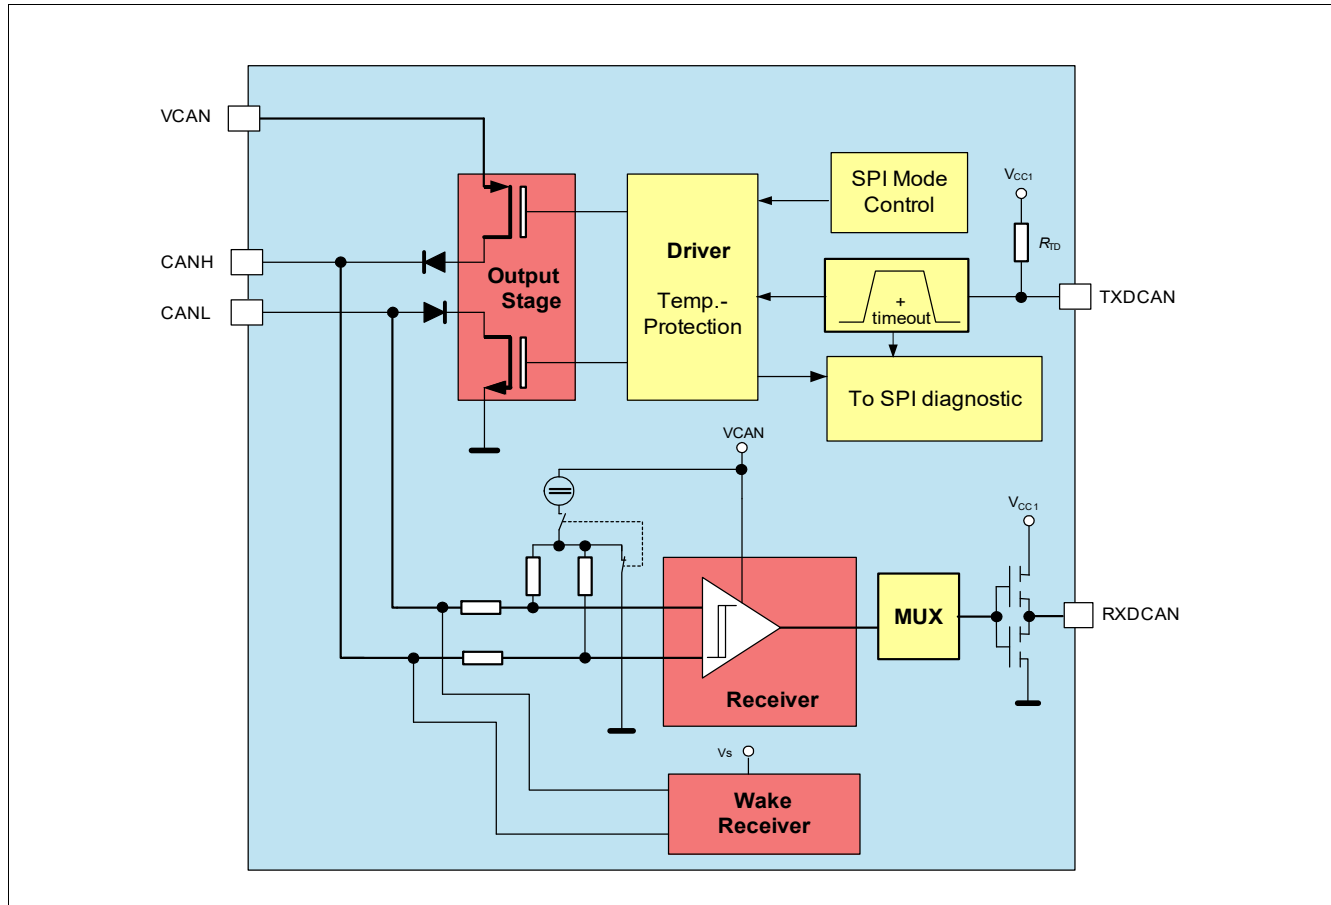 VCAN
SPI Mode
Control
VCC1
RTD
CANH
Driver
Output
Stage
CANL
Temp.-
Protection
+
timeout
TXDCAN
To SPI diagnostic
VCAN
VCC1
MUX
RXDCAN
Receiver
Vs
Wake
Receiver